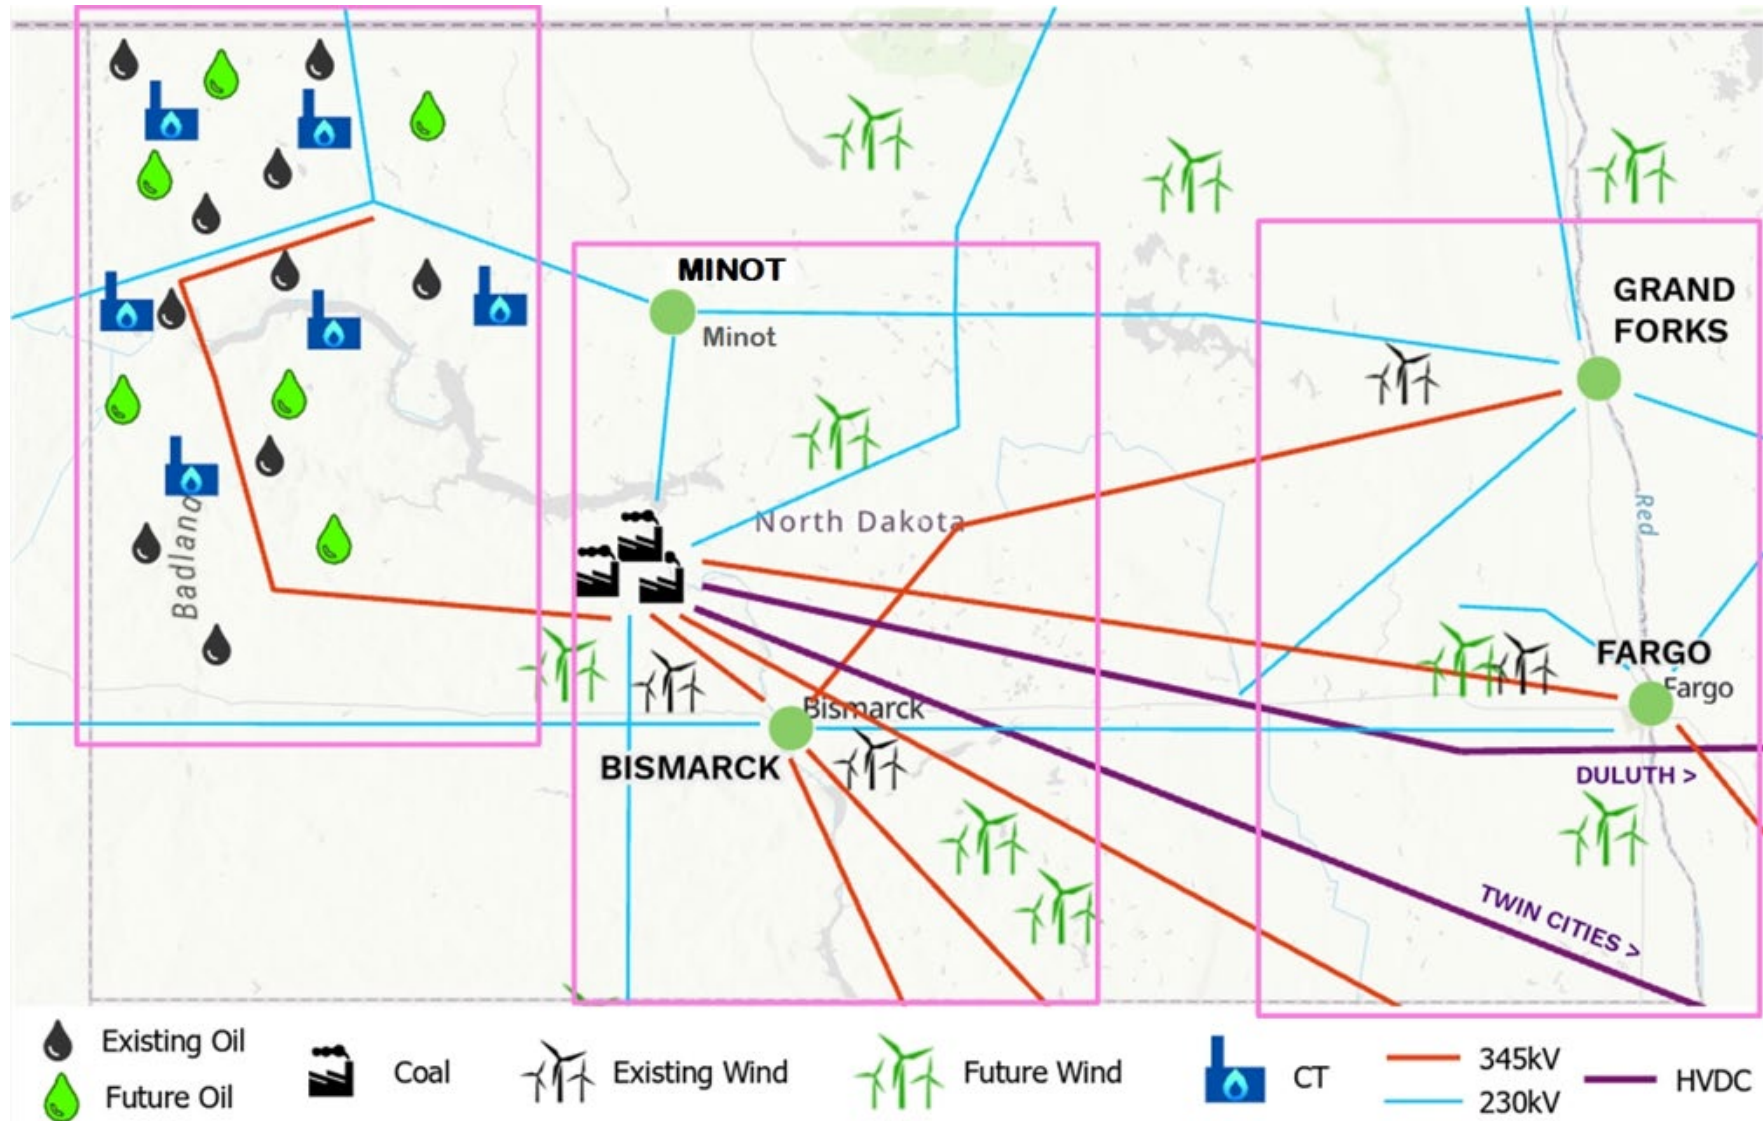 MINOT
Minot
GRAND
FORKS
North Dakota
Red
Badland
FARGO
Fargo
Bismarck
BISMARCK
DULUTH >
TWIN CITIES >
Existing Oil
Future Oil
Coal
Existing Wind
Future Wind
CT
345kV
230kV
HVDC